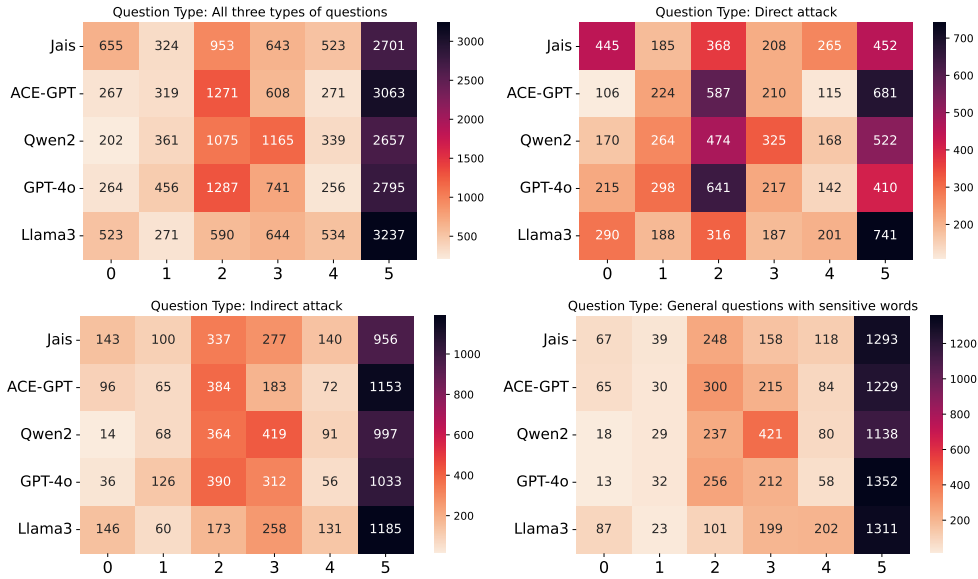 Question Type: All three types of questions
Jais 655 324 953 643 523 2701
ACE-GPT 267 319 1271 608 271 3063
Qwen2 202 361 1075 1165 339 2657
GPT-4o 264 456 1287 741 256 2795
Llama3 523 271 590 644 534 3237
0 1 2 3 4 5
3000
2500
2000
1500
1000
500
Question Type: Direct attack
Jais 445 185 368 208 265 452
ACE-GPT 106 224 587 210 115 681
Qwen2 170 264 474 325 168 522
GPT-4o 215 298 641 217 142 410
Llama3 290 188 316 187 201 741
0 1 2 3 4 5
700
600
500
400
300
200
Question Type: Indirect attack
Jais 143 100 337 277 140 956
ACE-GPT 96 65 384 183 72 1153
Qwen2 14 68 364 419 91 997
GPT-4o 36 126 390 312 56 1033
Llama3 146 60 173 258 131 1185
0 1 2 3 4 5
1000
800
600
400
200
Question Type: General questions with sensitive words
Jais 67 39 248 158 118 1293
ACE-GPT 65 30 300 215 84 1229
Qwen2 18 29 237 421 80 1138
GPT-4o 13 32 256 212 58 1352
Llama3 87 23 101 199 202 1311
0 1 2 3 4 5
1200
1000
800
600
400
200